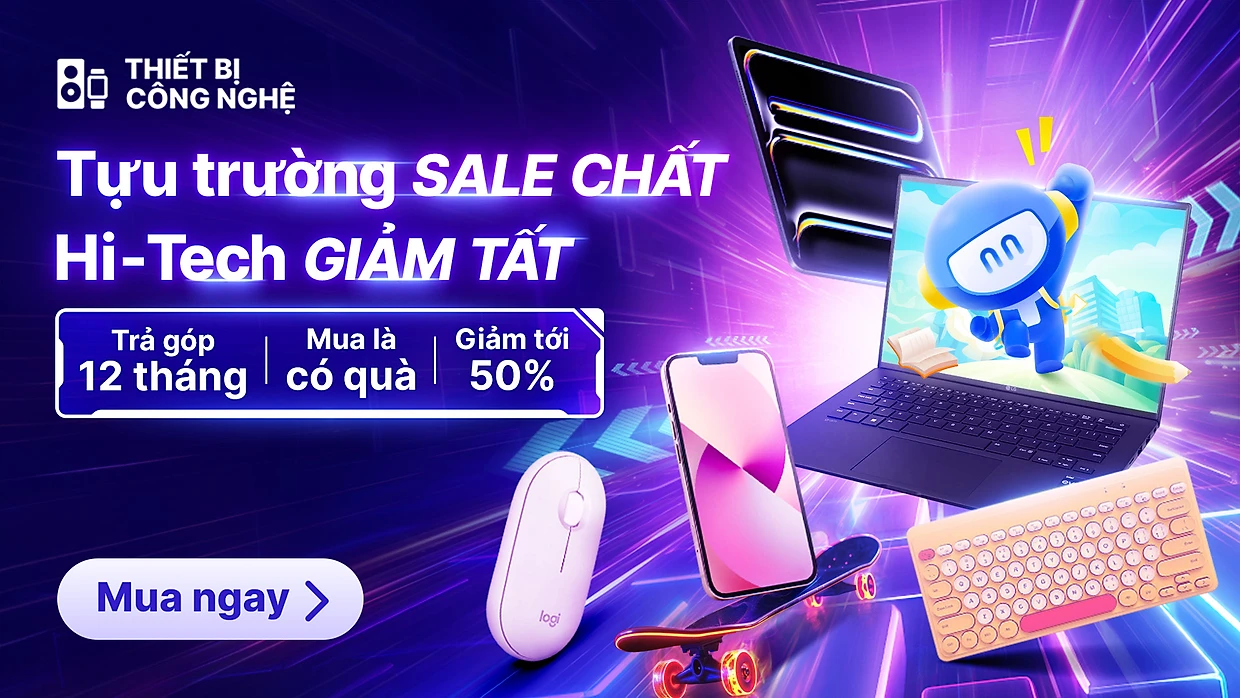 THIẾT BỊ
CÔNG NGHỆ
Tựu trường SALE CHẤT
Hi-Tech GIẢM TẤT
Trả góp
12 tháng
Mua là
có quà
Giảm tới
50%
Mua ngay
logi